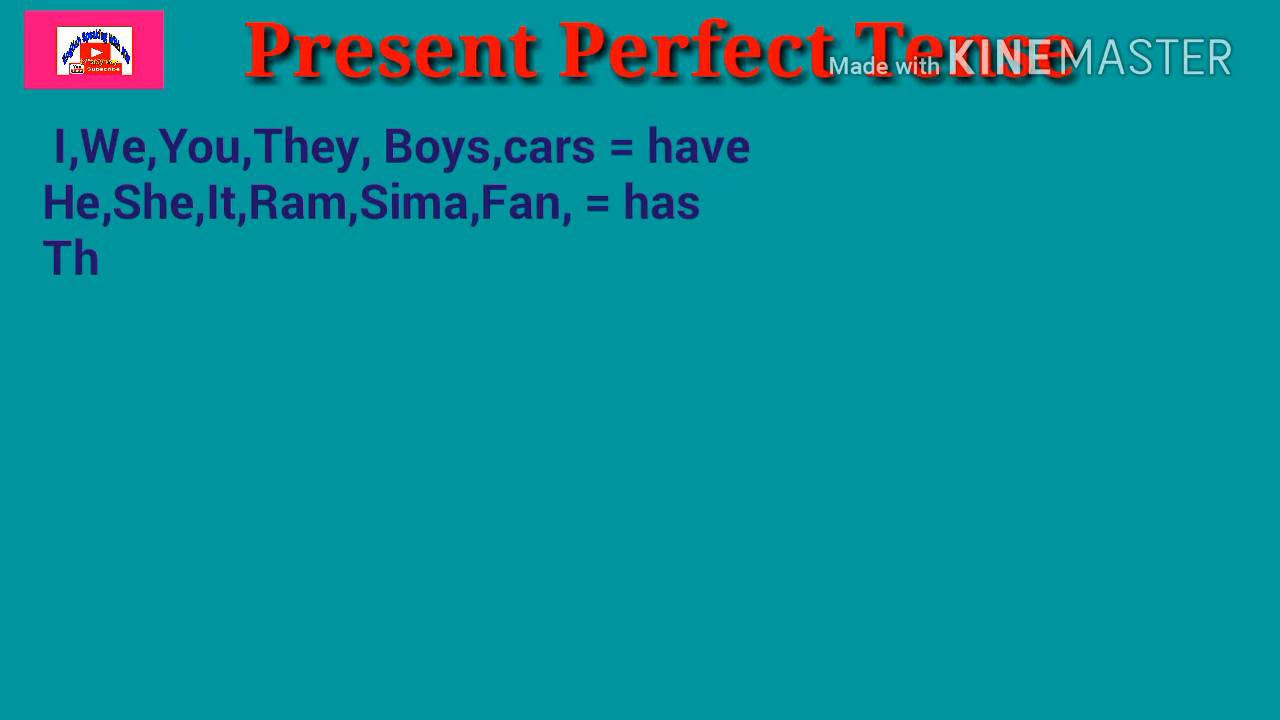 Present Perfect Tense
Made with KINEMASTER
I,We,You,They, Boys,cars = have
He,She,It,Ram,Sima,Fan, = has
Th